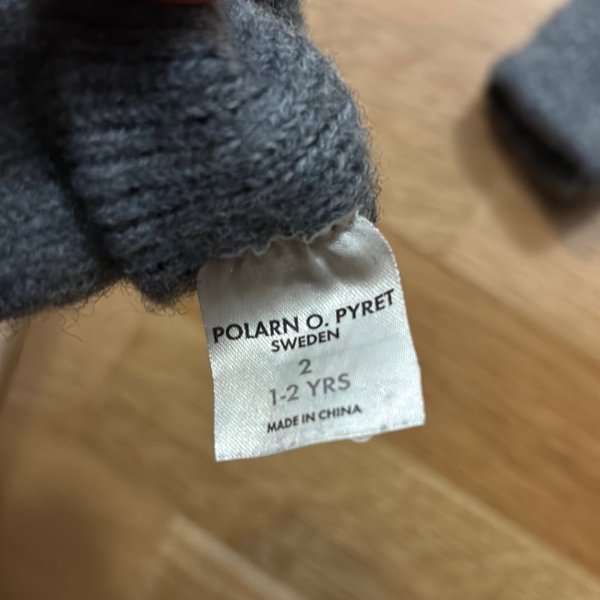 POLARN O. PYRET
SWEDEN
2
1-2 YRS
MADE IN CHINA